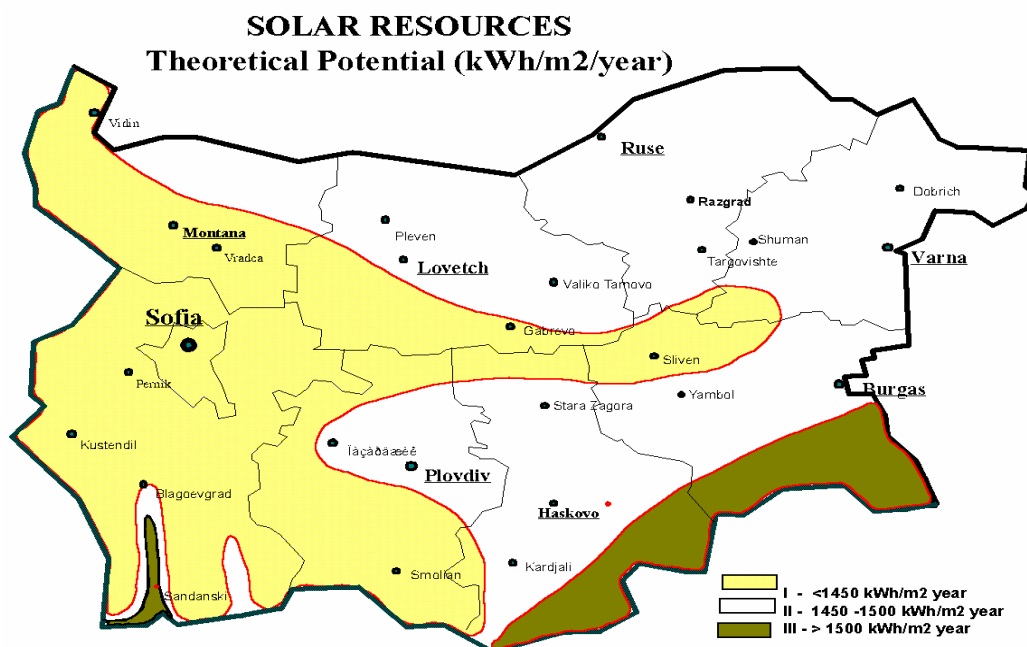 SOLAR RESOURCES
Theoretical Potential (kWh/m2/year)
Vidin
Ruse
Razgrad
Dobrich
Montana
Pleven
Shuman
Vradca
Lovetch
Targovishte
Varna
Valiko Tarnovo
Sofia
Gabrevo
Sliven
Pernik
Stara Zagora
Yambol
Burgas
Kustendil
Ïàçàðäæèê
Plovdiv
Blagoevgrad
Haskovo
Kardjali
Smolian
Sandanski
I - <1450 kWh/m2 year
II - 1450 -1500 kWh/m2 year
III - > 1500 kWh/m2 year